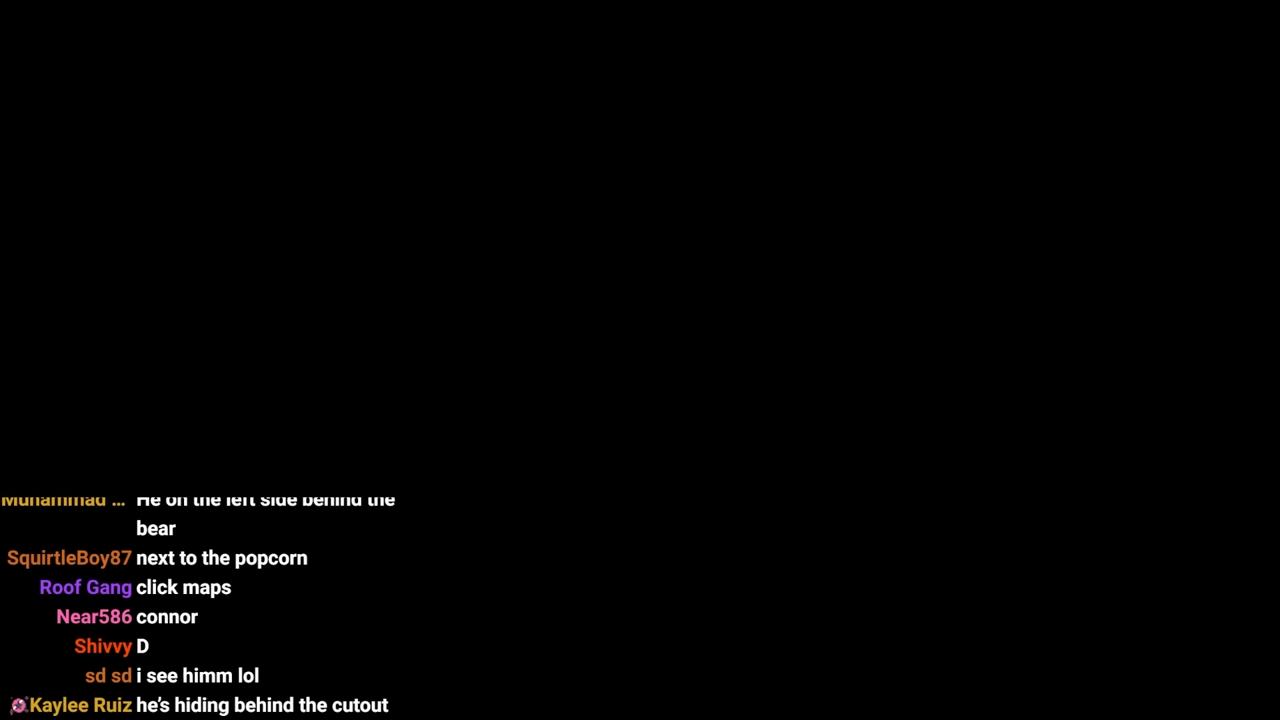 Muhammad ... He on the left side behind the
bear
SquirtleBoy87 next to the popcorn
Roof Gang click maps
Near586 connor
Shivvy D
sd sd i see himm lol
Kaylee Ruiz he's hiding behind the cutout